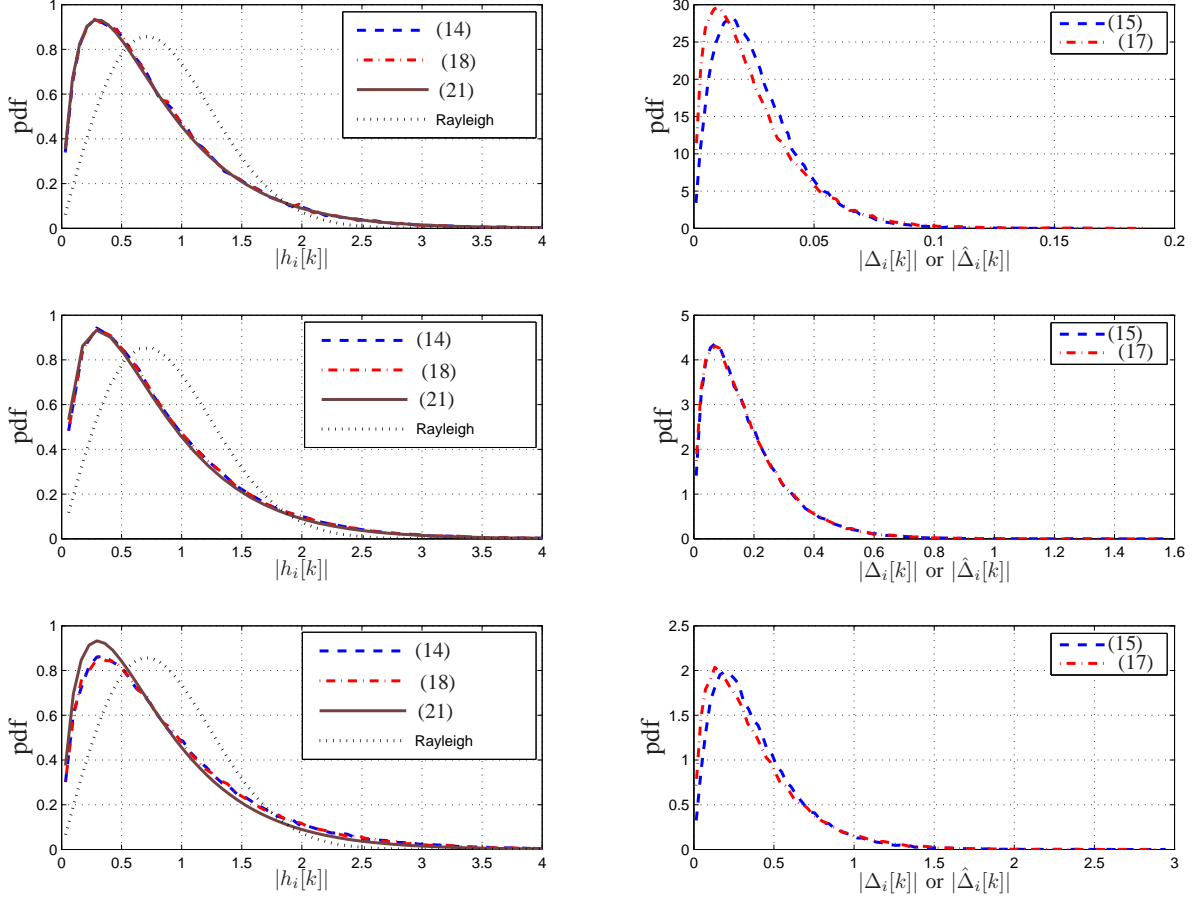 pdf
1
0.8
0.6
0.4
0.2
0
0 0.5 1 1.5 2 2.5 3 3.5 4
|h_i[k]|
(14)
(18)
(21)
Rayleigh
pdf
30
25
20
15
10
5
0
0 0.05 0.1 0.15 0.2
|Δ_i[k]| or |Δ̂_i[k]|
(15)
(17)
pdf
1
0.8
0.6
0.4
0.2
0
0 0.5 1 1.5 2 2.5 3 3.5 4
|h_i[k]|
(14)
(18)
(21)
Rayleigh
pdf
5
4
3
2
1
0
0 0.2 0.4 0.6 0.8 1 1.2 1.4 1.6
|Δ_i[k]| or |Δ̂_i[k]|
(15)
(17)
pdf
1
0.8
0.6
0.4
0.2
0
0 0.5 1 1.5 2 2.5 3 3.5 4
|h_i[k]|
(14)
(18)
(21)
Rayleigh
pdf
2.5
2
1.5
1
0.5
0
0 0.5 1 1.5 2 2.5 3
|Δ_i[k]| or |Δ̂_i[k]|
(15)
(17)